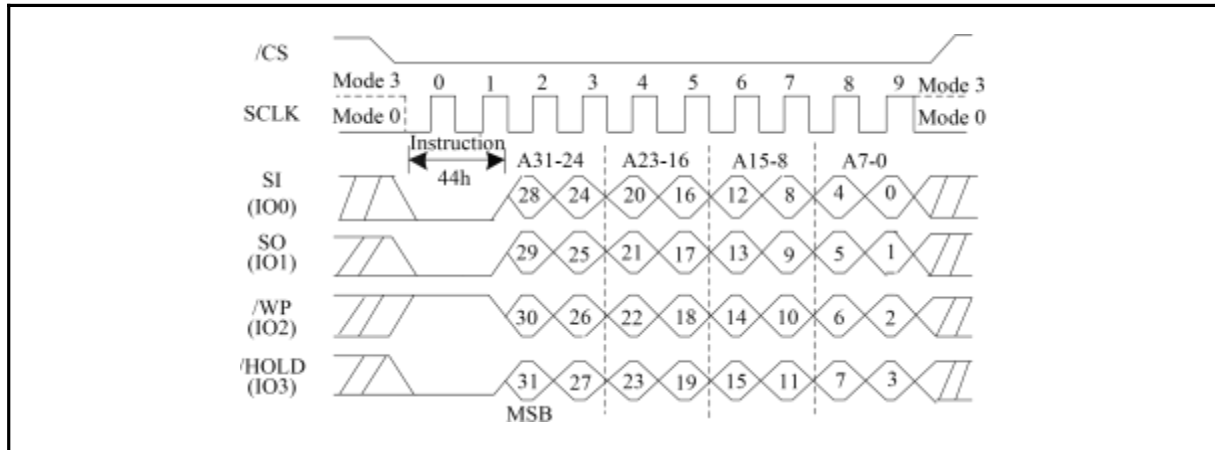 /CS
Mode 3 0 1 2 3 4 5 6 7 8 9 Mode 3
SCLK Mode 0 Mode 0
Instruction
44h
A31-24 A23-16 A15-8 A7-0
SI
(IO0)
28 24 20 16 12 8 4 0
SO
(IO1)
29 25 21 17 13 9 5 1
/WP
(IO2)
30 26 22 18 14 10 6 2
/HOLD
(IO3)
31 27 23 19 15 11 7 3
MSB